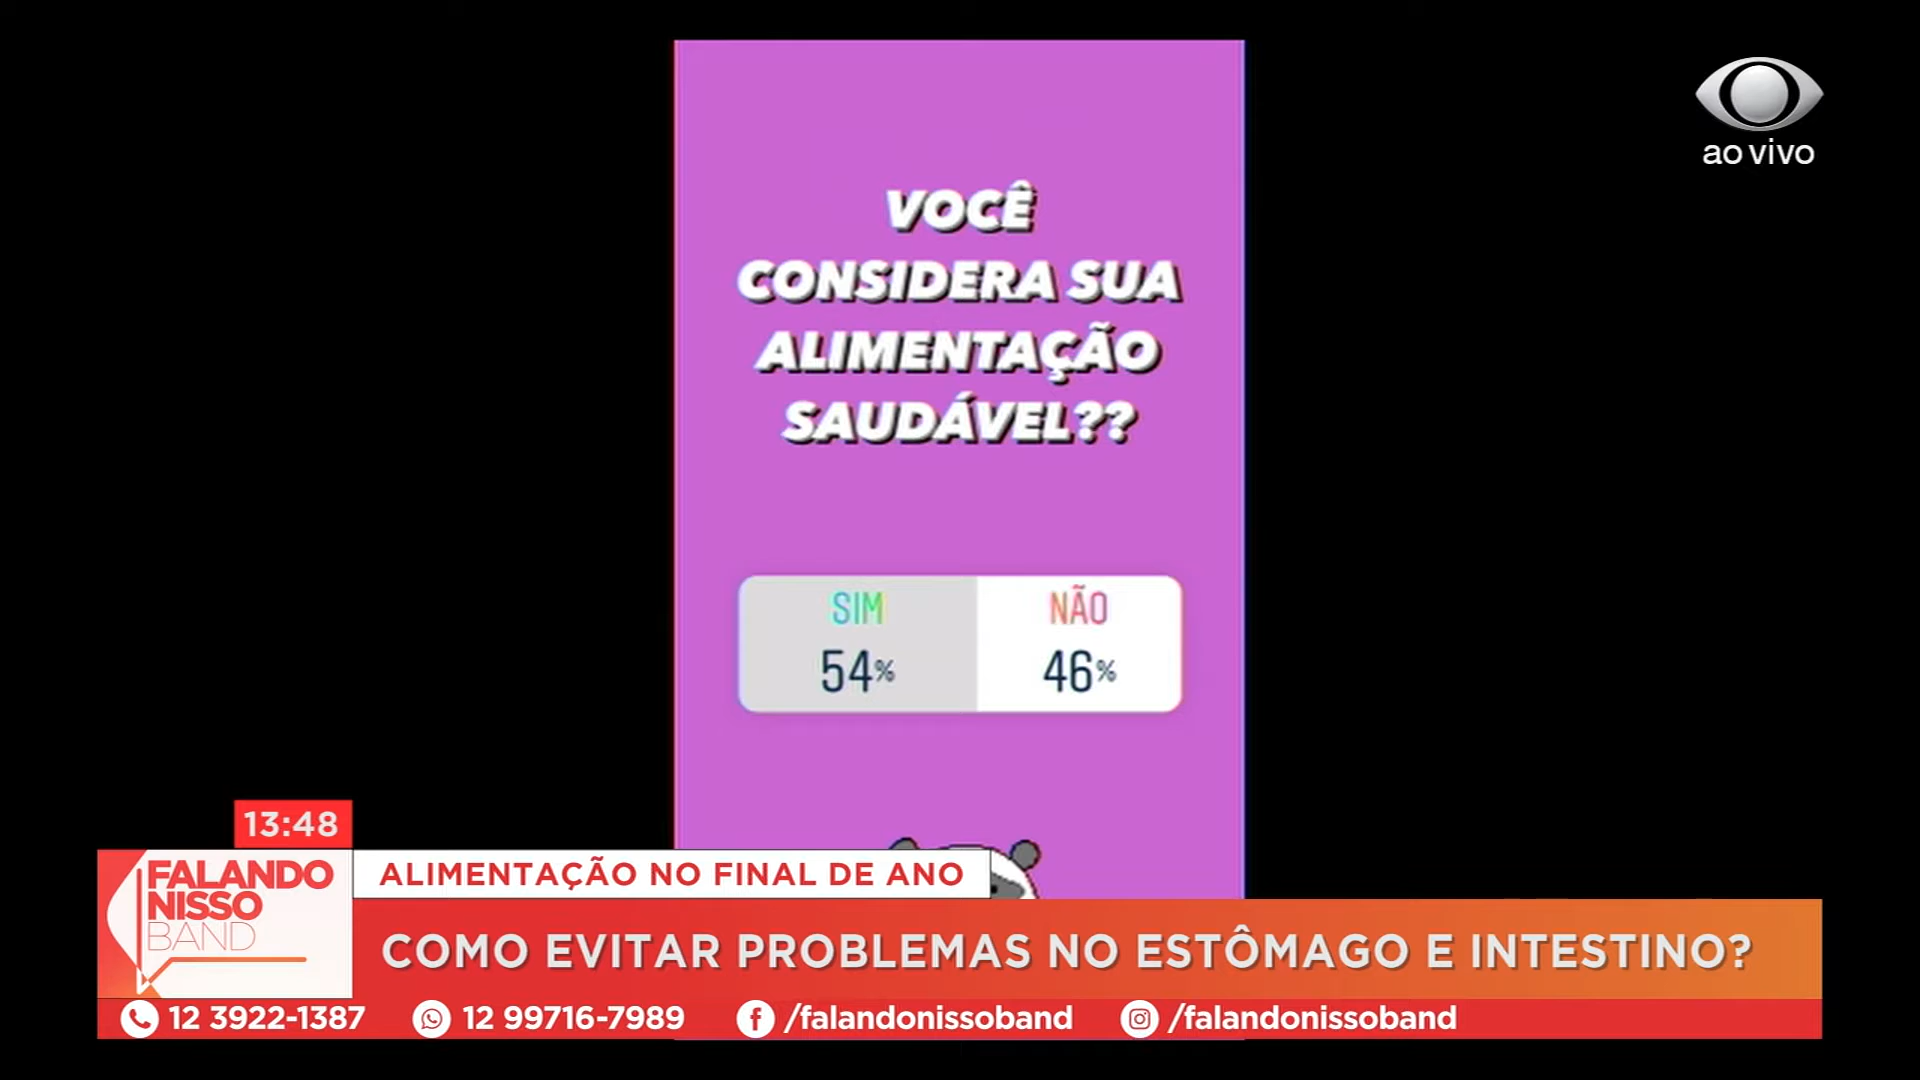 ao vivo
VOCÊ
CONSIDERA SUA
ALIMENTAÇÃO
SAUDÁVEL??
SIM
NÃO
54%
46%
13:48
FALANDO
NISSO
BAND
ALIMENTAÇÃO NO FINAL DE ANO
COMO EVITAR PROBLEMAS NO ESTÔMAGO E INTESTINO?
12 3922-1387
12 99716-7989
/falandonissoband
/falandonissoband